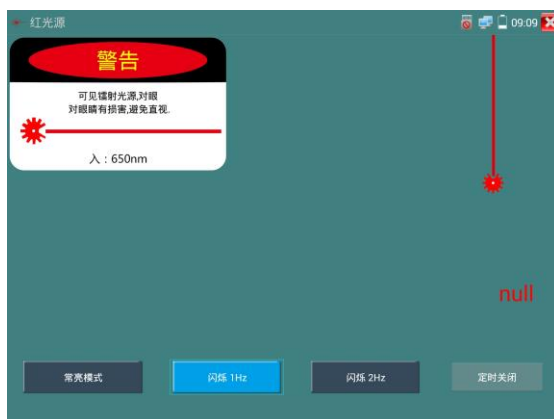 红光源
09:09
警告
可见镭射光源,对眼
对眼睛有损害,避免直视.
入：650nm
null
常亮模式
闪烁 1Hz
闪烁 2Hz
定时关闭